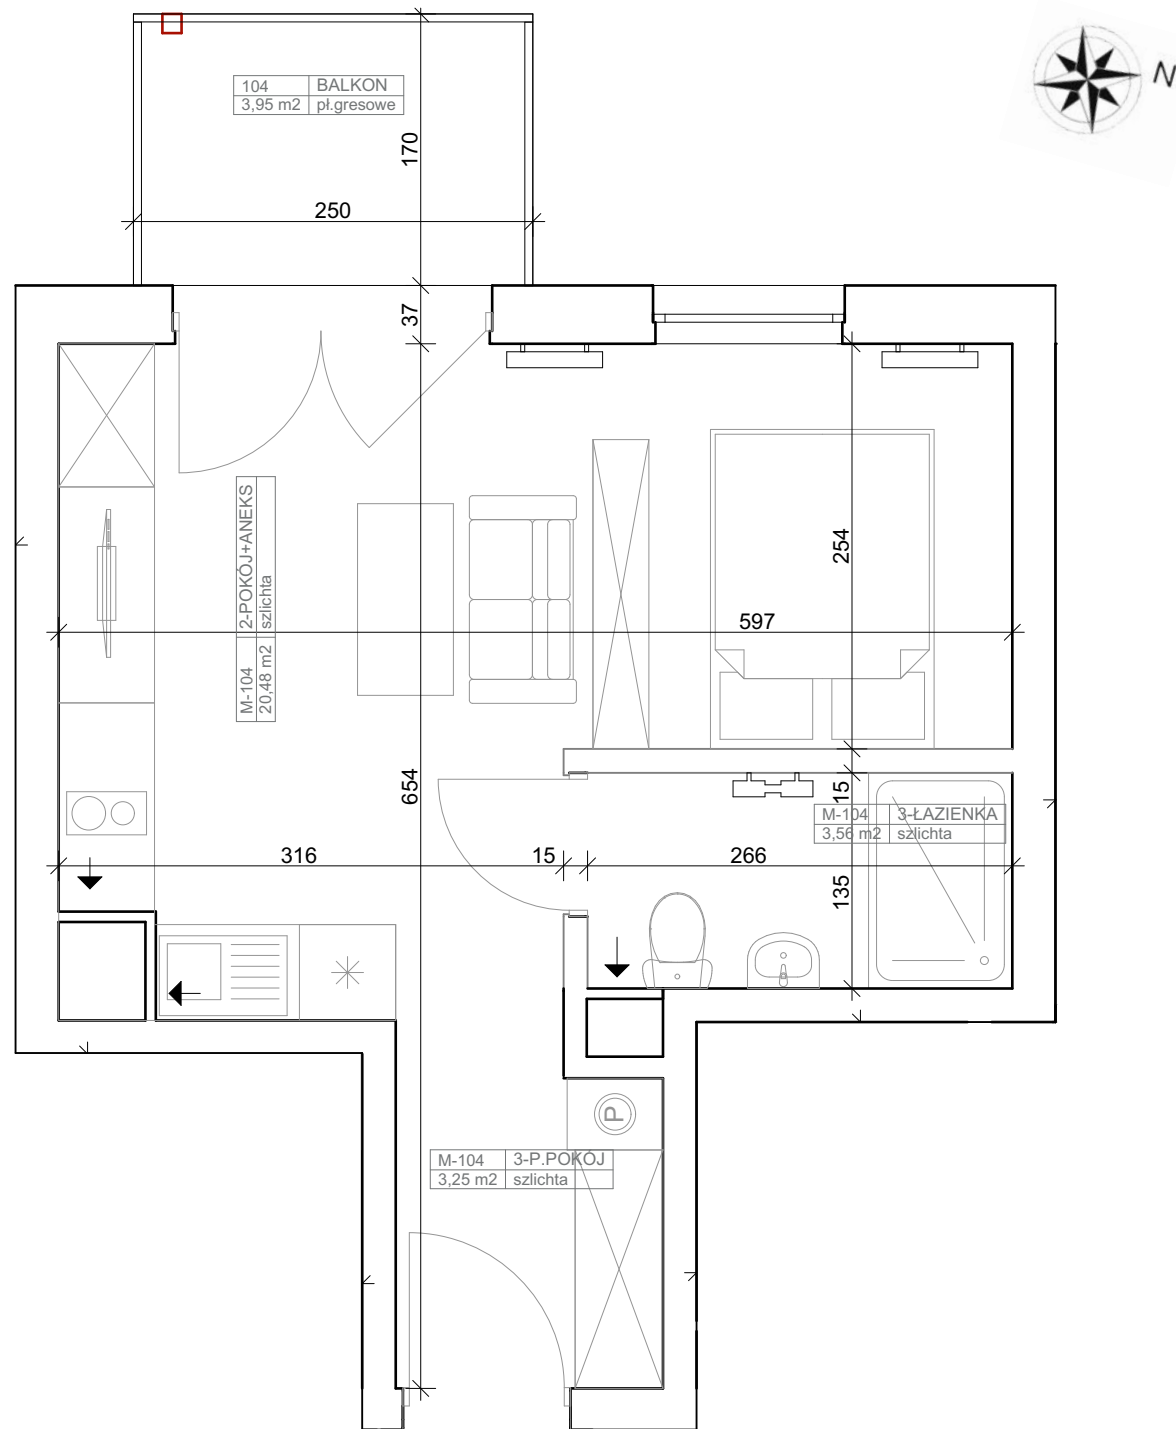 N
104 BALKON
3,95 m2 pł.gresowe
170
250
37
M-104 2-POKÓJ+ANEKS
20,48 m2 szlichta
254
597
654
15
M-104 3-ŁAZIENKA
3,56 m2 szlichta
316
15
266
135
P
M-104 3-P.POKÓJ
3,25 m2 szlichta